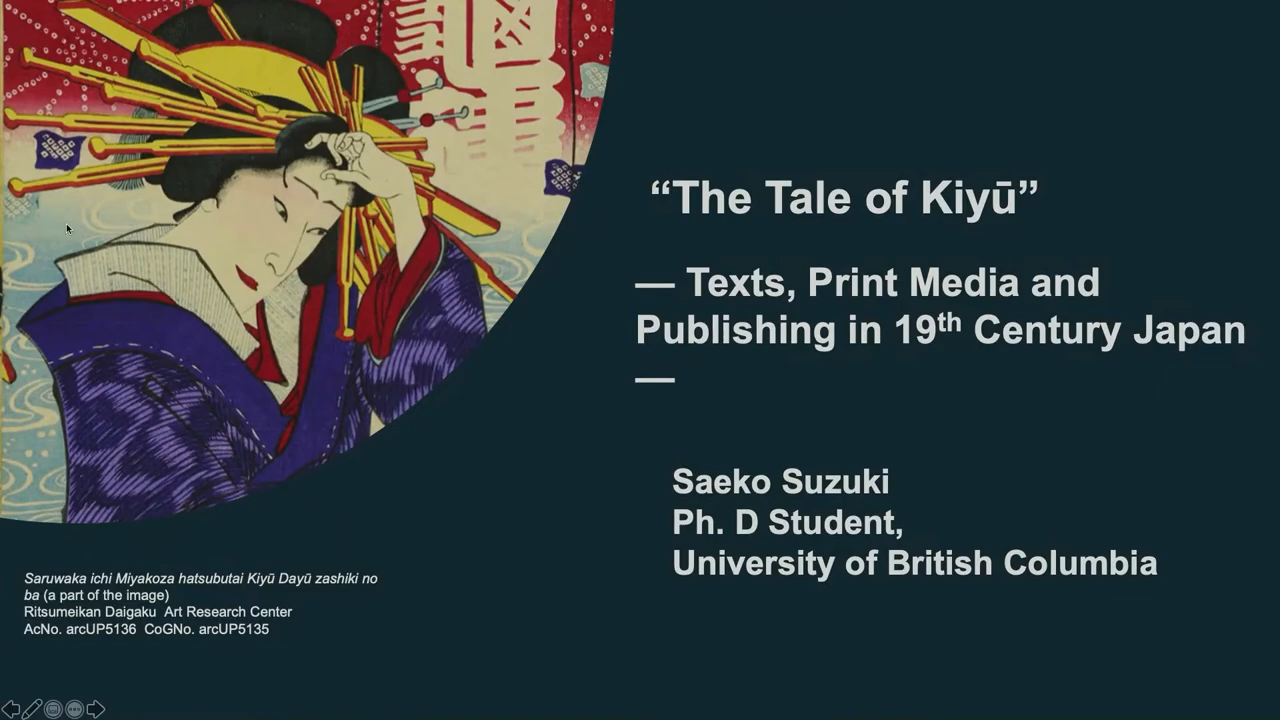 “The Tale of Kiyū”
— Texts, Print Media and
Publishing in 19th Century Japan
—
Saeko Suzuki
Ph. D Student,
University of British Columbia
Saruwaka ichi Miyakoza hatsubutai Kiyū Dayū zashiki no
ba (a part of the image)
Ritsumeikan Daigaku Art Research Center
AcNo. arcUP5136 CoGNo. arcUP5135